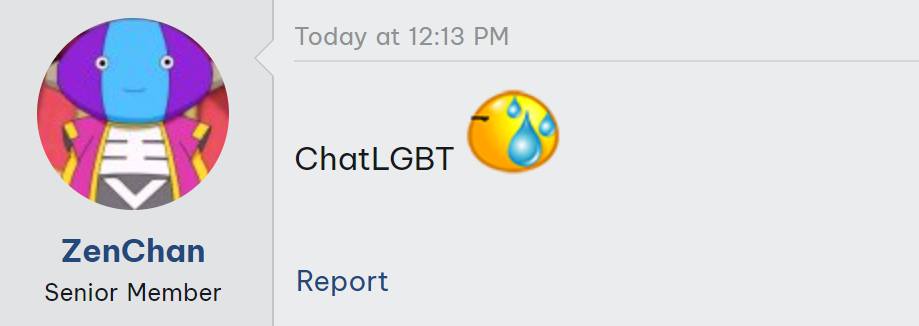 Today at 12:13 PM
ChatLGBT
ZenChan
Senior Member
Report